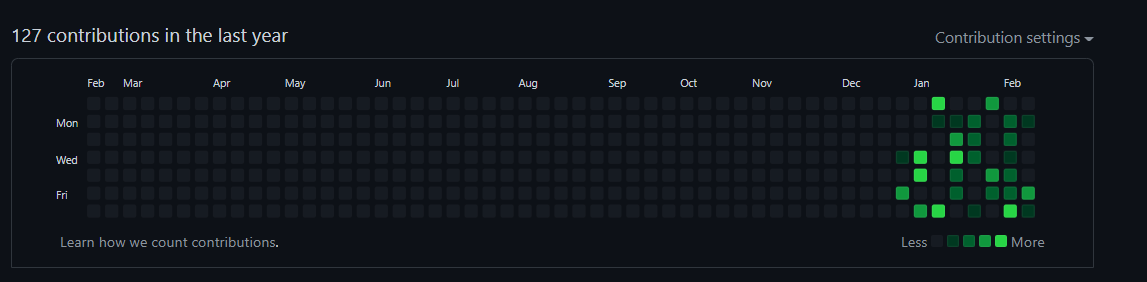 127 contributions in the last year
Contribution settings
Feb Mar Apr May Jun Jul Aug Sep Oct Nov Dec Jan Feb
Mon
Wed
Fri
Learn how we count contributions.
Less More